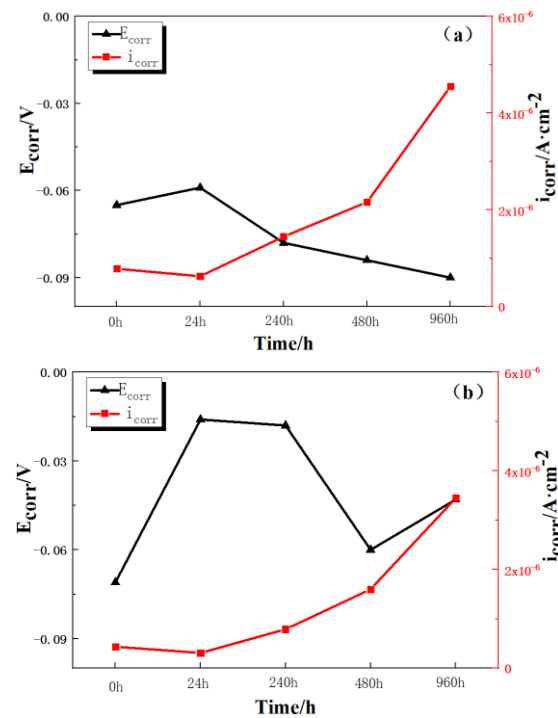 0.00
6x10-6
Ecorr
icorr
(a)
-0.03
4x10-6
Ecorr/V
icorr/A·cm-2
-0.06
2x10-6
-0.09
0
0h
24h
240h
480h
960h
Time/h
0.00
6x10-6
Ecorr
icorr
(b)
-0.03
4x10-6
Ecorr/V
icorr/A·cm-2
-0.06
2x10-6
-0.09
0
0h
24h
240h
480h
960h
Time/h